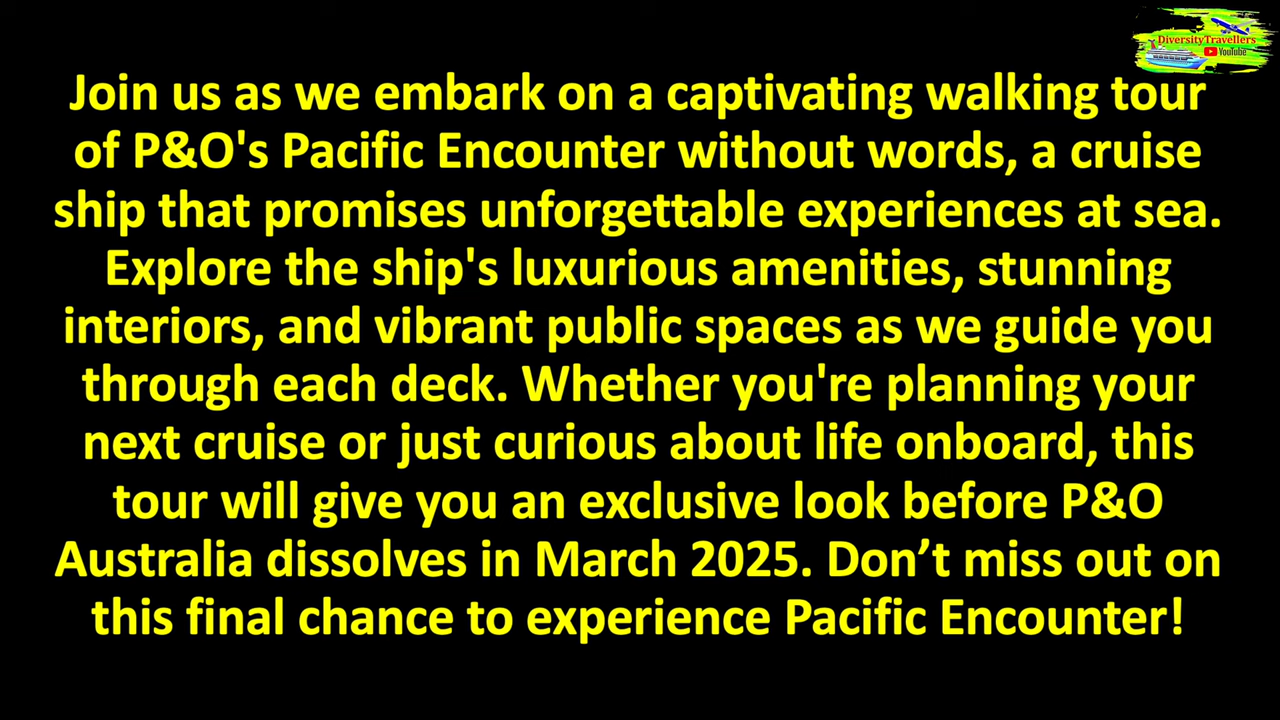 DiversityTravellers
YouTube
Join us as we embark on a captivating walking tour
of P&O's Pacific Encounter without words, a cruise
ship that promises unforgettable experiences at sea.
Explore the ship's luxurious amenities, stunning
interiors, and vibrant public spaces as we guide you
through each deck. Whether you're planning your
next cruise or just curious about life onboard, this
tour will give you an exclusive look before P&O
Australia dissolves in March 2025. Don’t miss out on
this final chance to experience Pacific Encounter!